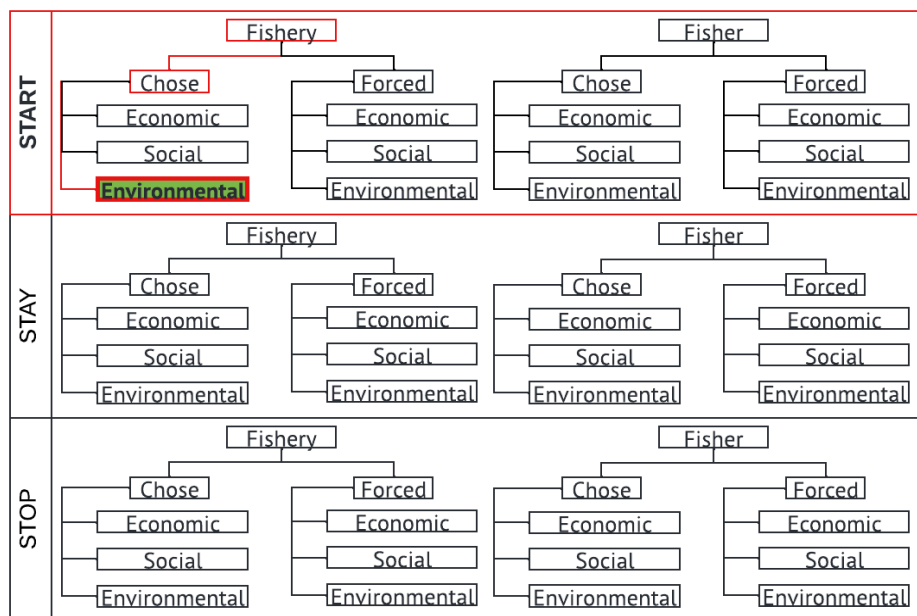 START
Fishery Fisher
Chose Forced Chose Forced
Economic Economic Economic Economic
Social Social Social Social
Environmental Environmental Environmental Environmental
STAY
Fishery Fisher
Chose Forced Chose Forced
Economic Economic Economic Economic
Social Social Social Social
Environmental Environmental Environmental Environmental
STOP
Fishery Fisher
Chose Forced Chose Forced
Economic Economic Economic Economic
Social Social Social Social
Environmental Environmental Environmental Environmental